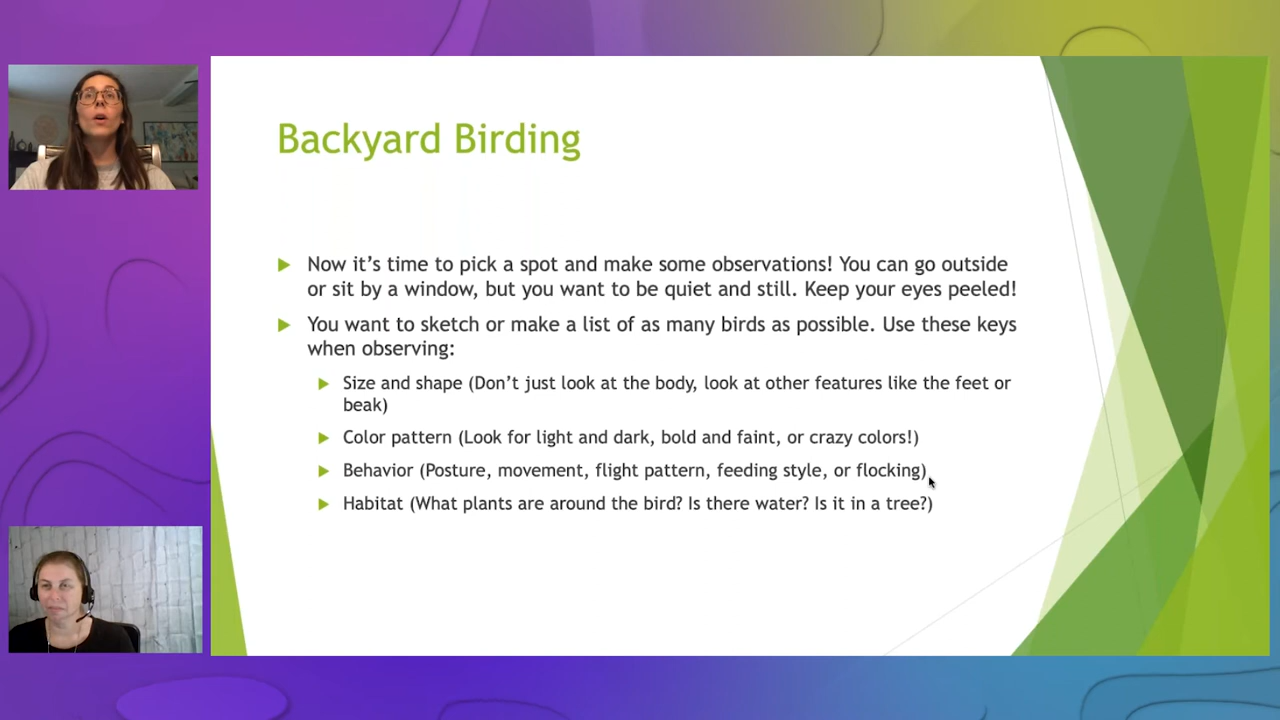 Backyard Birding
Now it's time to pick a spot and make some observations! You can go outside
or sit by a window, but you want to be quiet and still. Keep your eyes peeled!
You want to sketch or make a list of as many birds as possible. Use these keys
when observing:
Size and shape (Don't just look at the body, look at other features like the feet or
beak)
Color pattern (Look for light and dark, bold and faint, or crazy colors!)
Behavior (Posture, movement, flight pattern, feeding style, or flocking)
Habitat (What plants are around the bird? Is there water? Is it in a tree?)